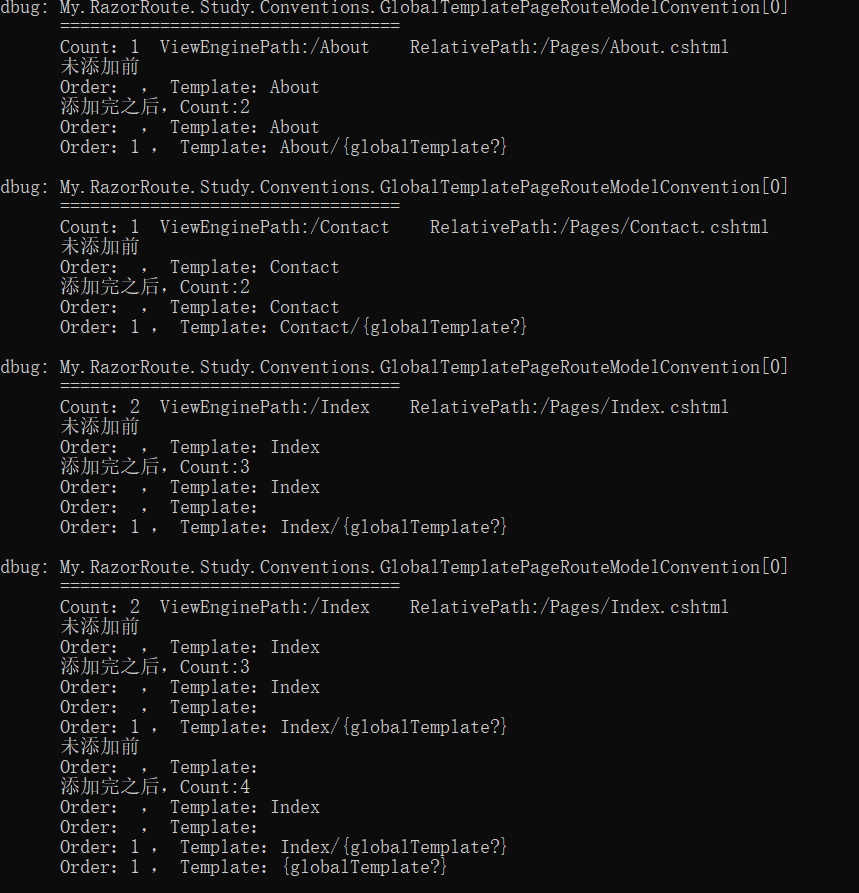 dbug: My.RazorRoute.Study.Conventions.GlobalTemplatePageRouteModelConvention[0]
==================================
Count: 1  ViewEnginePath:/About    RelativePath:/Pages/About.cshtml
未添加前
Order:  ,  Template: About
添加完之后，Count:2
Order:  ,  Template: About
Order: 1 ,  Template: About/{globalTemplate?}
dbug: My.RazorRoute.Study.Conventions.GlobalTemplatePageRouteModelConvention[0]
==================================
Count: 1  ViewEnginePath:/Contact    RelativePath:/Pages/Contact.cshtml
未添加前
Order:  ,  Template: Contact
添加完之后，Count:2
Order:  ,  Template: Contact
Order: 1 ,  Template: Contact/{globalTemplate?}
dbug: My.RazorRoute.Study.Conventions.GlobalTemplatePageRouteModelConvention[0]
==================================
Count: 2  ViewEnginePath:/Index    RelativePath:/Pages/Index.cshtml
未添加前
Order:  ,  Template: Index
添加完之后，Count:3
Order:  ,  Template: Index
Order:  ,  Template:
Order: 1 ,  Template: Index/{globalTemplate?}
dbug: My.RazorRoute.Study.Conventions.GlobalTemplatePageRouteModelConvention[0]
==================================
Count: 2  ViewEnginePath:/Index    RelativePath:/Pages/Index.cshtml
未添加前
Order:  ,  Template: Index
添加完之后，Count:3
Order:  ,  Template: Index
Order:  ,  Template:
Order: 1 ,  Template: Index/{globalTemplate?}
未添加前
Order:  ,  Template:
添加完之后，Count:4
Order:  ,  Template: Index
Order:  ,  Template:
Order: 1 ,  Template: Index/{globalTemplate?}
Order: 1 ,  Template: {globalTemplate?}